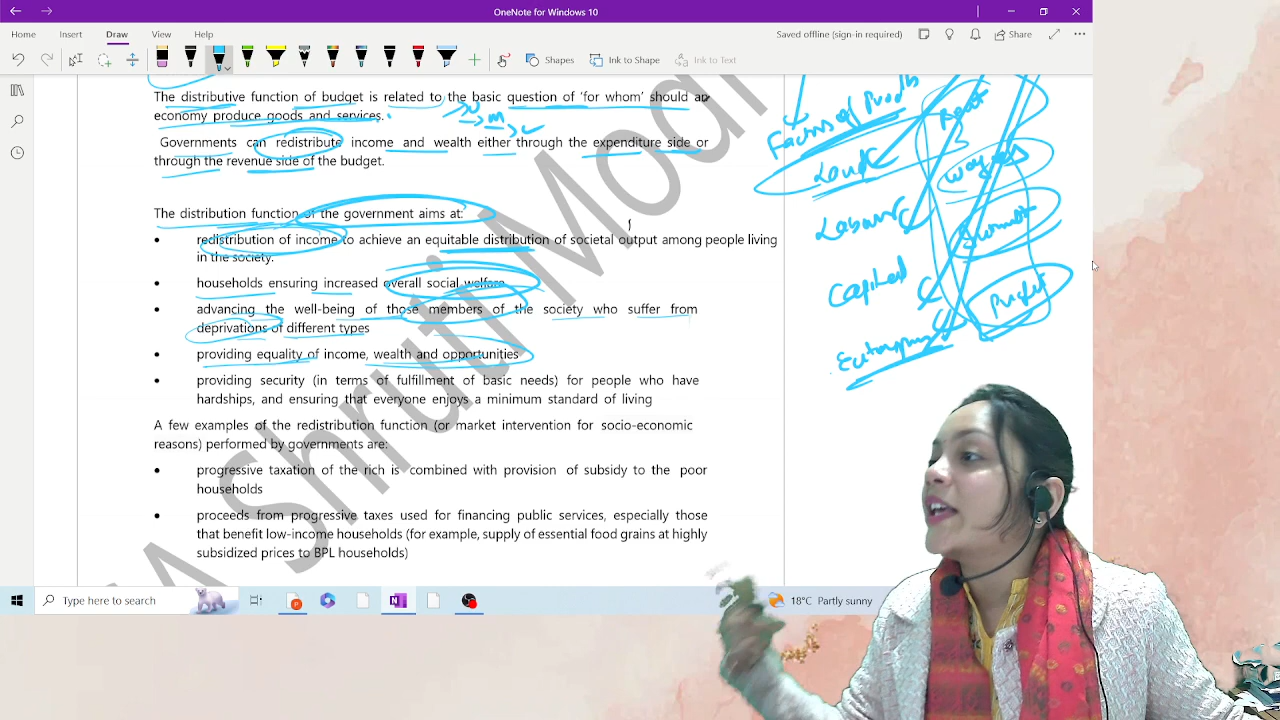 OneNote for Windows 10
Home Insert Draw View Help Saved offline (sign-in required) Share
Shapes Ink to Shape Ink to Text
The distributive function of budget is related to the basic question of 'for whom' should an
economy produce goods and services.
Governments can redistribute income and wealth either through the expenditure side or
through the revenue side of the budget.
The distribution function of the government aims at:
• redistribution of income to achieve an equitable distribution of societal output among people living
in the society.
• households ensuring increased overall social welfare
• advancing the well-being of those members of the society who suffer from
deprivations of different types
• providing equality of income, wealth and opportunities
• providing security (in terms of fulfillment of basic needs) for people who have
hardships, and ensuring that everyone enjoys a minimum standard of living
A few examples of the redistribution function (or market intervention for socio-economic
reasons) performed by governments are:
• progressive taxation of the rich is combined with provision of subsidy to the poor
households
• proceeds from progressive taxes used for financing public services, especially those
that benefit low-income households (for example, supply of essential food grains at highly
subsidized prices to BPL households)
Factors of
Land
Wages
Labour
Capital
Profit
Shruti Modi
Type here to search
18°C Partly sunny